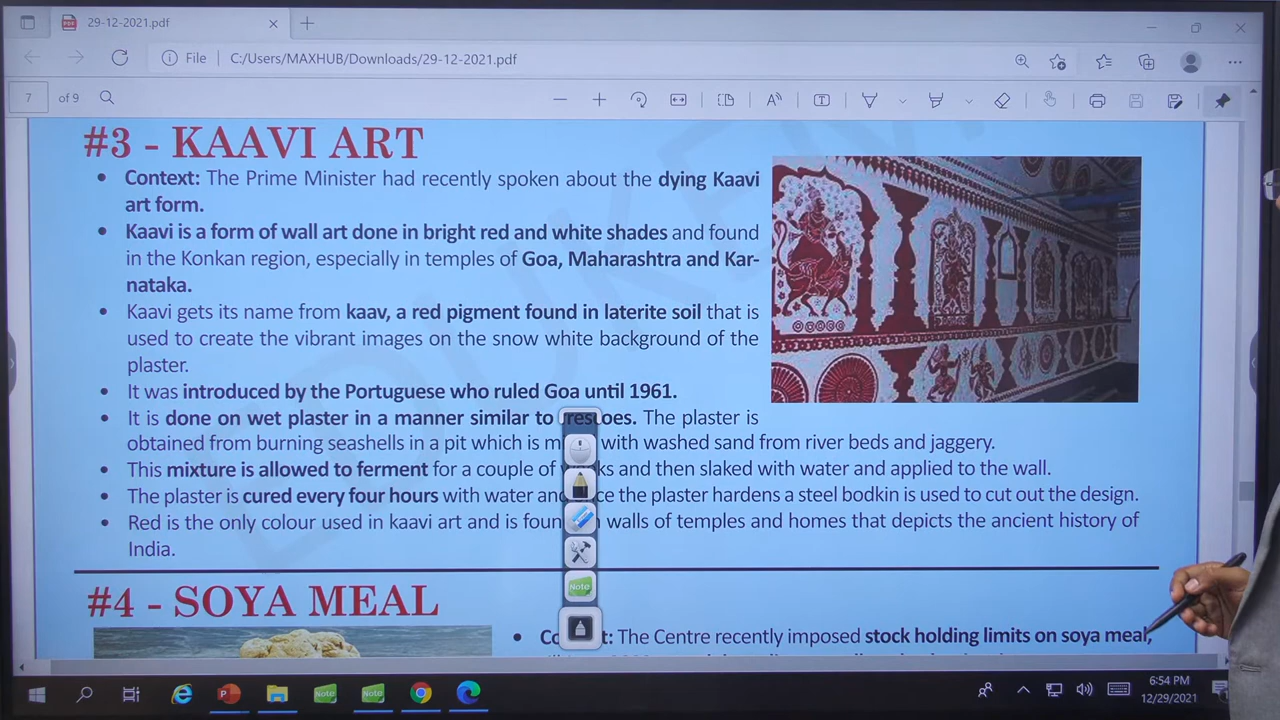 29-12-2021.pdf
File C:/Users/MAXHUB/Downloads/29-12-2021.pdf
7 of 9
#3 - KAAVI ART
• Context: The Prime Minister had recently spoken about the dying Kaavi
art form.
• Kaavi is a form of wall art done in bright red and white shades and found
in the Konkan region, especially in temples of Goa, Maharashtra and Kar-
nataka.
• Kaavi gets its name from kaav, a red pigment found in laterite soil that is
used to create the vibrant images on the snow white background of the
plaster.
• It was introduced by the Portuguese who ruled Goa until 1961.
• It is done on wet plaster in a manner similar to frescoes. The plaster is
obtained from burning seashells in a pit which is with washed sand from river beds and jaggery.
• This mixture is allowed to ferment for a couple of and then slaked with water and applied to the wall.
• The plaster is cured every four hours with water and the plaster hardens a steel bodkin is used to cut out the design.
• Red is the only colour used in kaavi art and is walls of temples and homes that depicts the ancient history of
India.
Note
#4 - SOYA MEAL
• The Centre recently imposed stock holding limits on soya meal,
Note Note
6:54 PM
12/29/2021